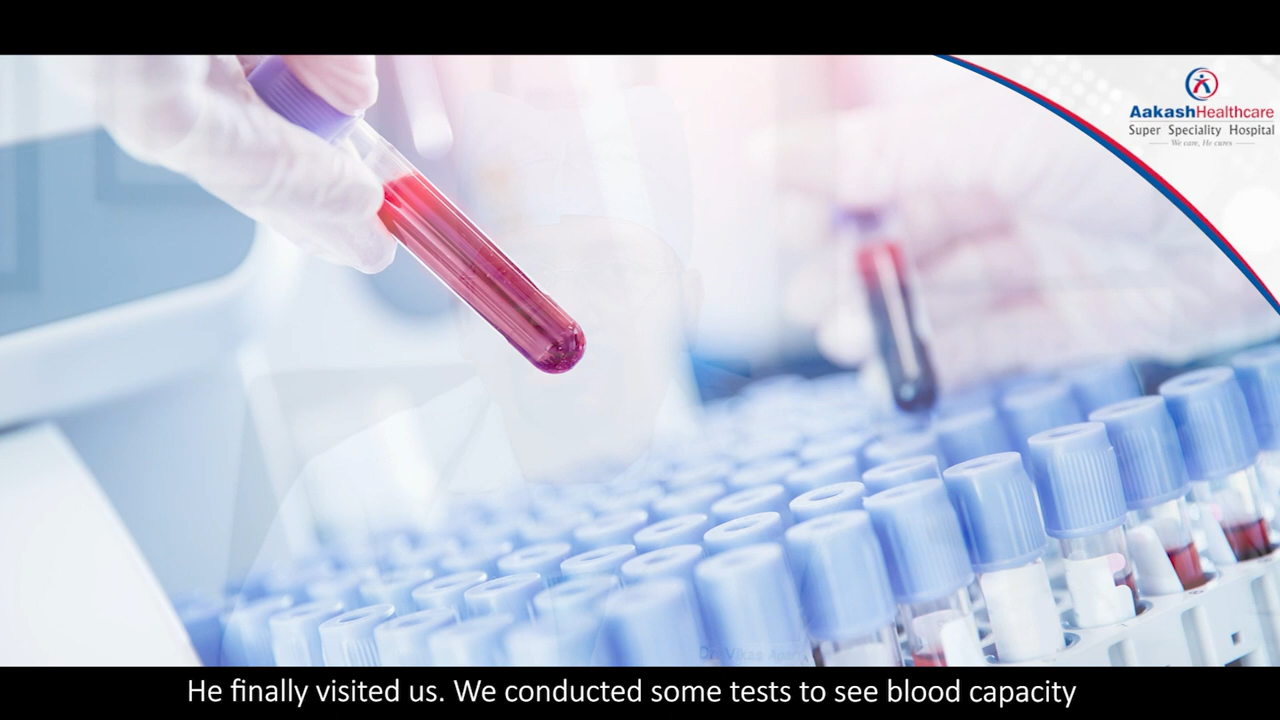 AakashHealthcare
Super Speciality Hospital
We care, He cures
He finally visited us. We conducted some tests to see blood capacity